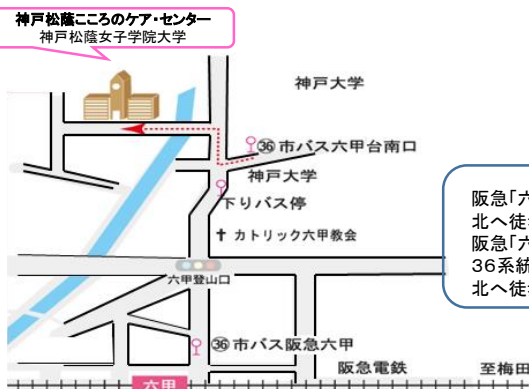 神戸松蔭こころのケア・センター
神戸松蔭女子学院大学
神戸大学
㊱市バス六甲台南口
神戸大学
下りバス停
カトリック六甲教会
六甲登山口
㊱市バス阪急六甲
阪急電鉄
至梅田
六甲
阪急「六
北へ徒
阪急「六
36系統
北へ徒